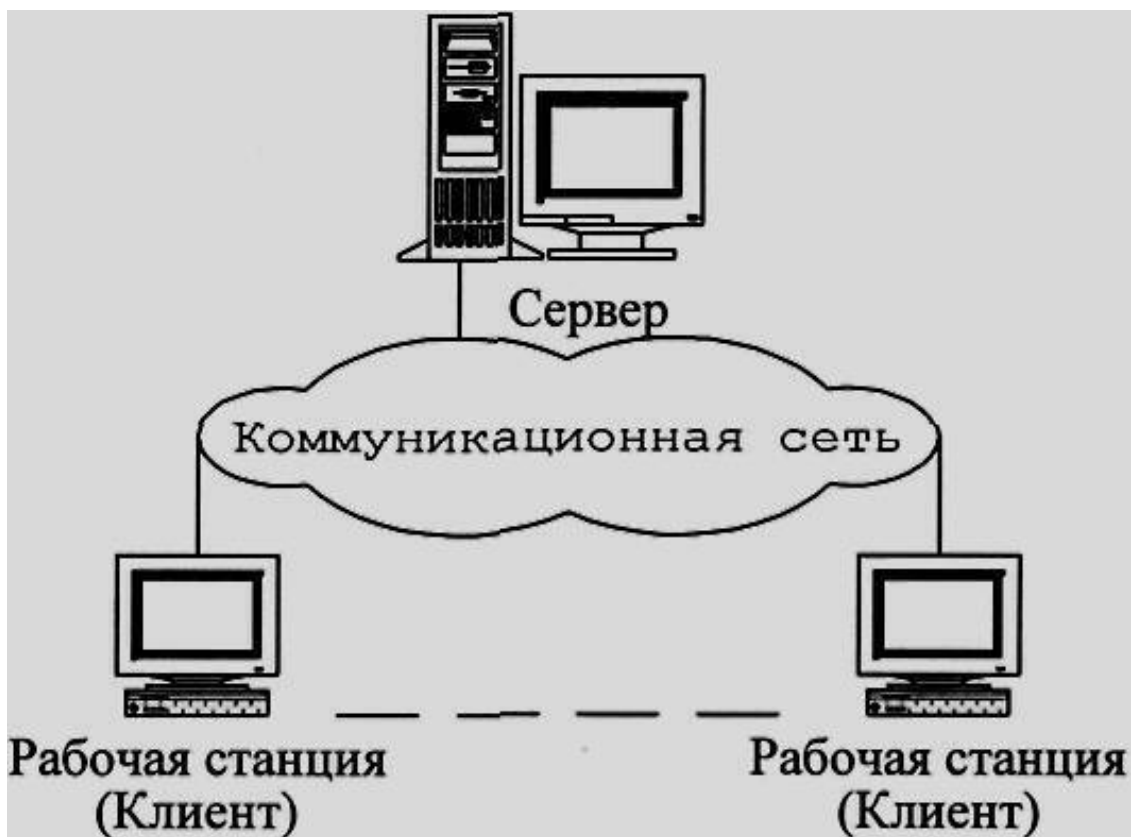 Сервер
Коммуникационная сеть
Рабочая станция
(Клиент)
Рабочая станция
(Клиент)